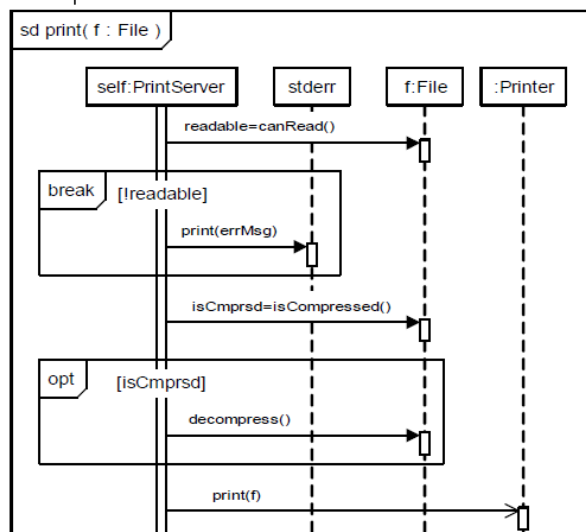 sd print( f : File )
self:PrintServer
stderr
f:File
:Printer
readable=canRead()
break
[!readable]
print(errMsg)
isCmprsd=isCompressed()
opt
[isCmprsd]
decompress()
print(f)